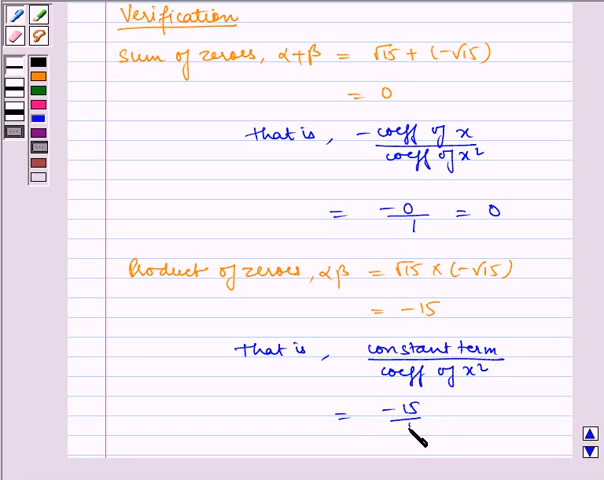 Verification
Sum of zeroes, α+β = √15 + (-√15)
= 0
That is, - coeff of x / coeff of x²
= -0/1 = 0
Product of zeroes, αβ = √15 × (-√15)
= -15
That is, constant term / coeff of x²
= -15/1